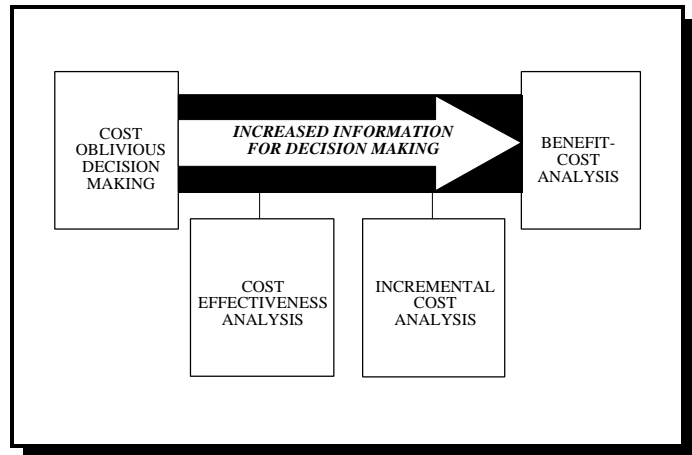 COST
OBLIVIOUS
DECISION
MAKING
INCREASED INFORMATION
FOR DECISION MAKING
BENEFIT-
COST
ANALYSIS
COST
EFFECTIVENESS
ANALYSIS
INCREMENTAL
COST
ANALYSIS